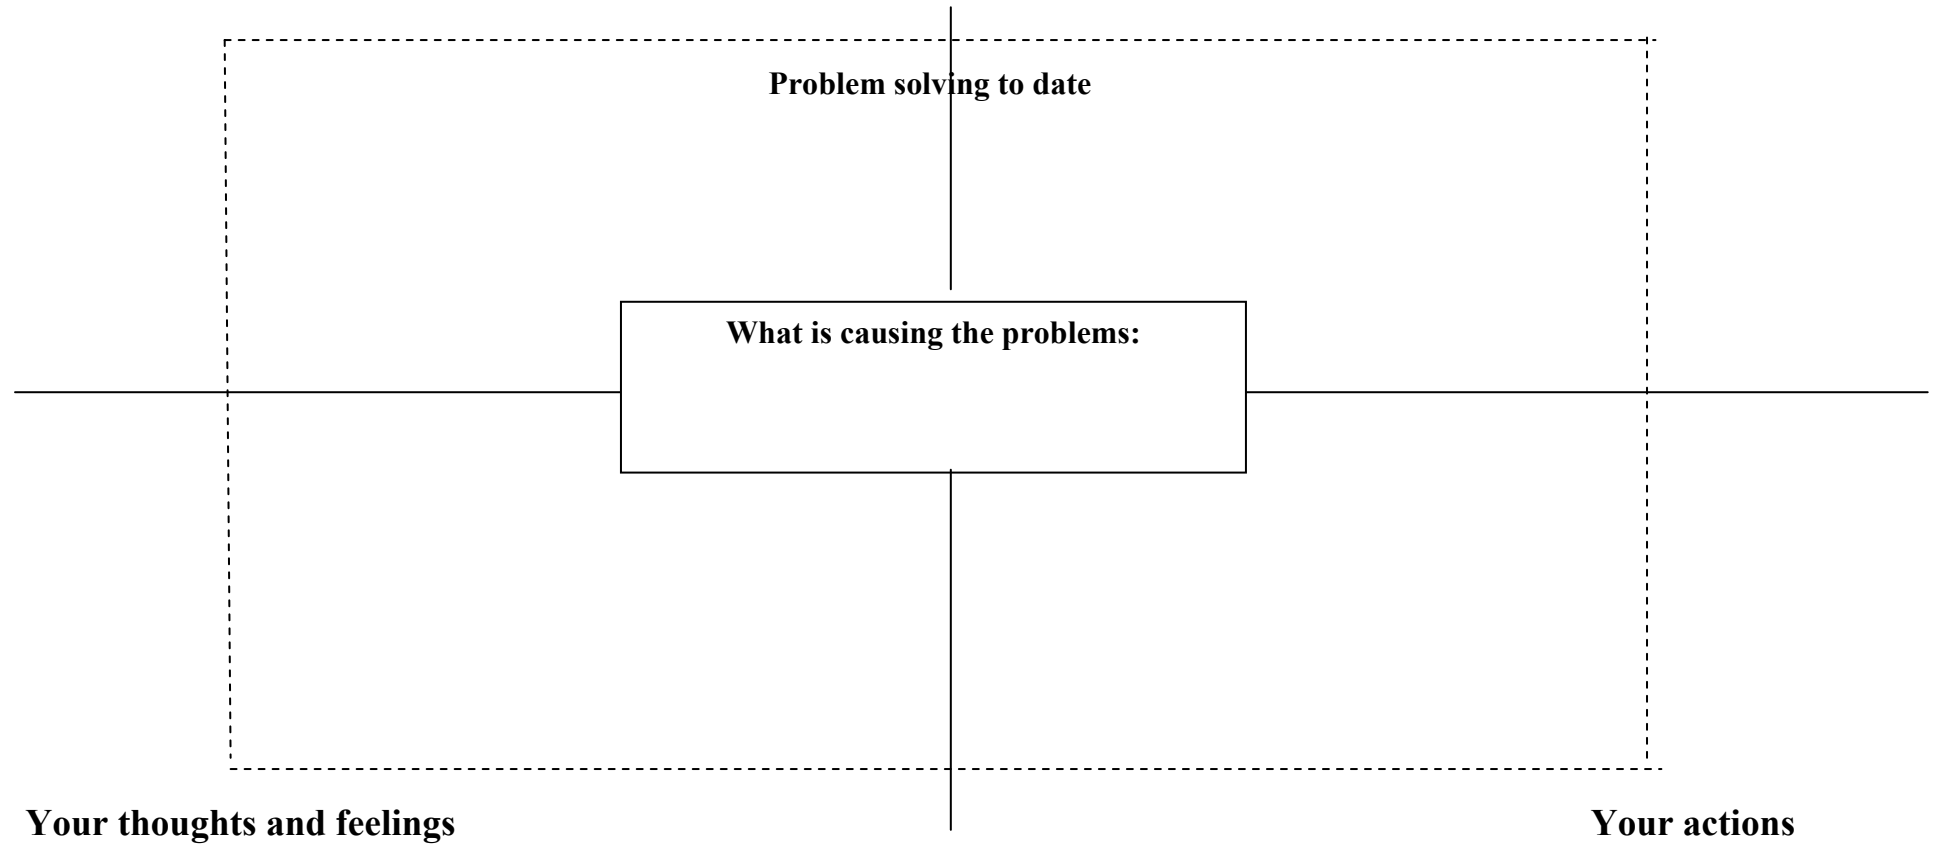 Problem solving to date
What is causing the problems:
Your thoughts and feelings
Your actions